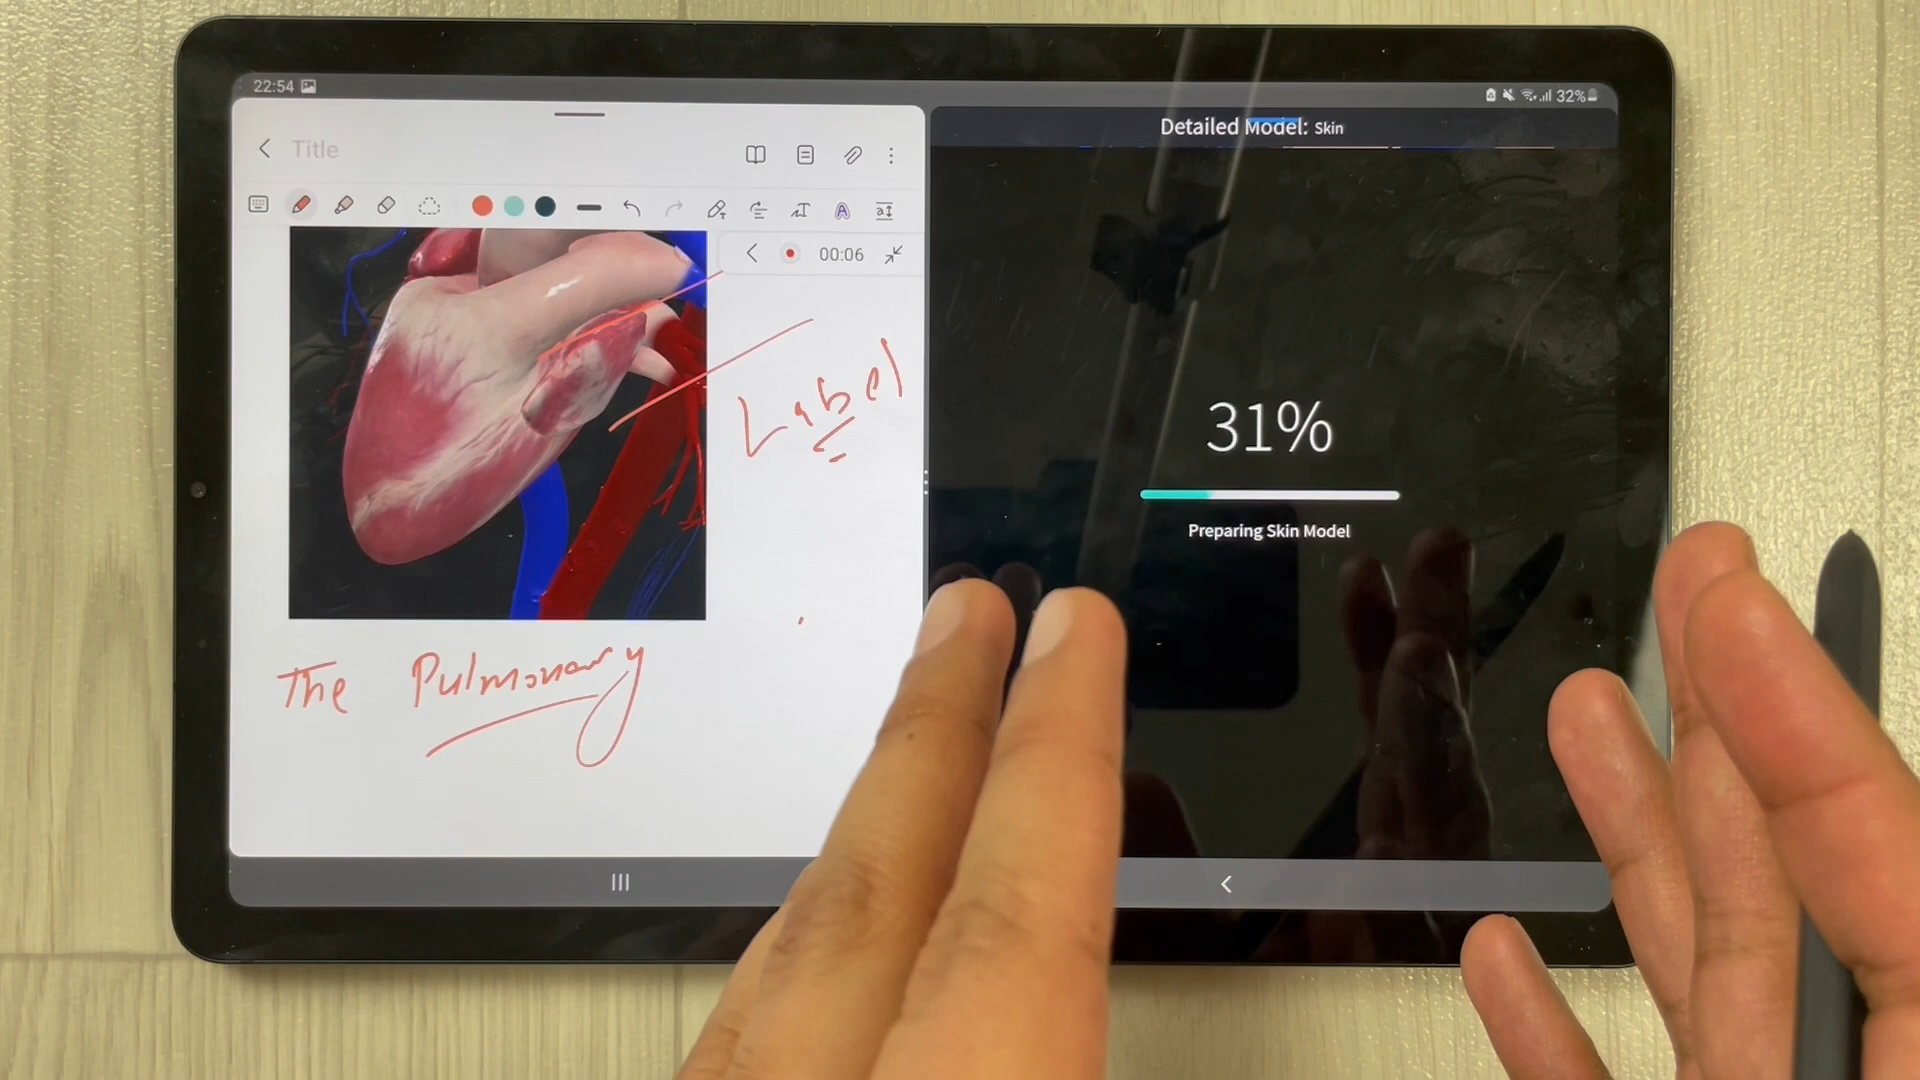 22:54
32%
Title
00:06
Label
The Pulmonary
Detailed Model: Skin
31%
Preparing Skin Model